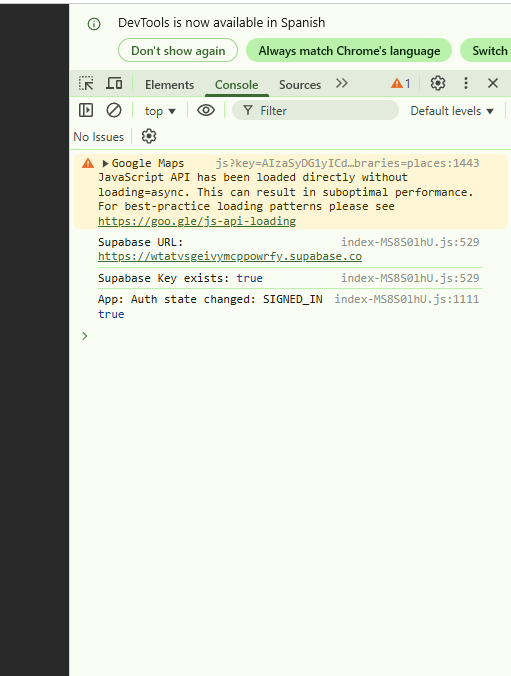 DevTools is now available in Spanish
Don't show again Always match Chrome's language Switch
Elements Console Sources 1
top Filter Default levels
No Issues
Google Maps js?key=AIzaSyDG1yICd…braries=places:1443
JavaScript API has been loaded directly without
loading=async. This can result in suboptimal performance.
For best-practice loading patterns please see
https://goo.gle/js-api-loading
Supabase URL: index-MS8S0lhU.js:529
https://wtatvsgeivymcppowrfy.supabase.co
Supabase Key exists: true index-MS8S0lhU.js:529
App: Auth state changed: SIGNED_IN index-MS8S0lhU.js:1111
true